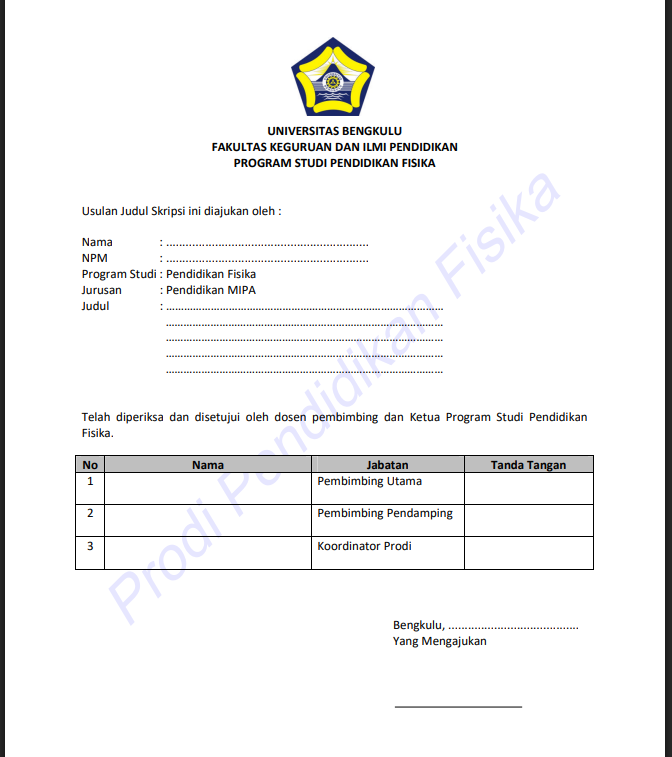 UNIVERSITAS BENGKULU
FAKULTAS KEGURUAN DAN ILMI PENDIDIKAN
PROGRAM STUDI PENDIDIKAN FISIKA
Usulan Judul Skripsi ini diajukan oleh :
Nama : ..............................................................
NPM : ..............................................................
Program Studi : Pendidikan Fisika
Jurusan : Pendidikan MIPA
Judul : .....................................................................................
.....................................................................................
.....................................................................................
.....................................................................................
.....................................................................................
Telah diperiksa dan disetujui oleh dosen pembimbing dan Ketua Program Studi Pendidikan
Fisika.
No Nama Jabatan Tanda Tangan
1 Pembimbing Utama
2 Pembimbing Pendamping
3 Koordinator Prodi
Bengkulu, ........................................
Yang Mengajukan
Prodi Pendidikan Fisika